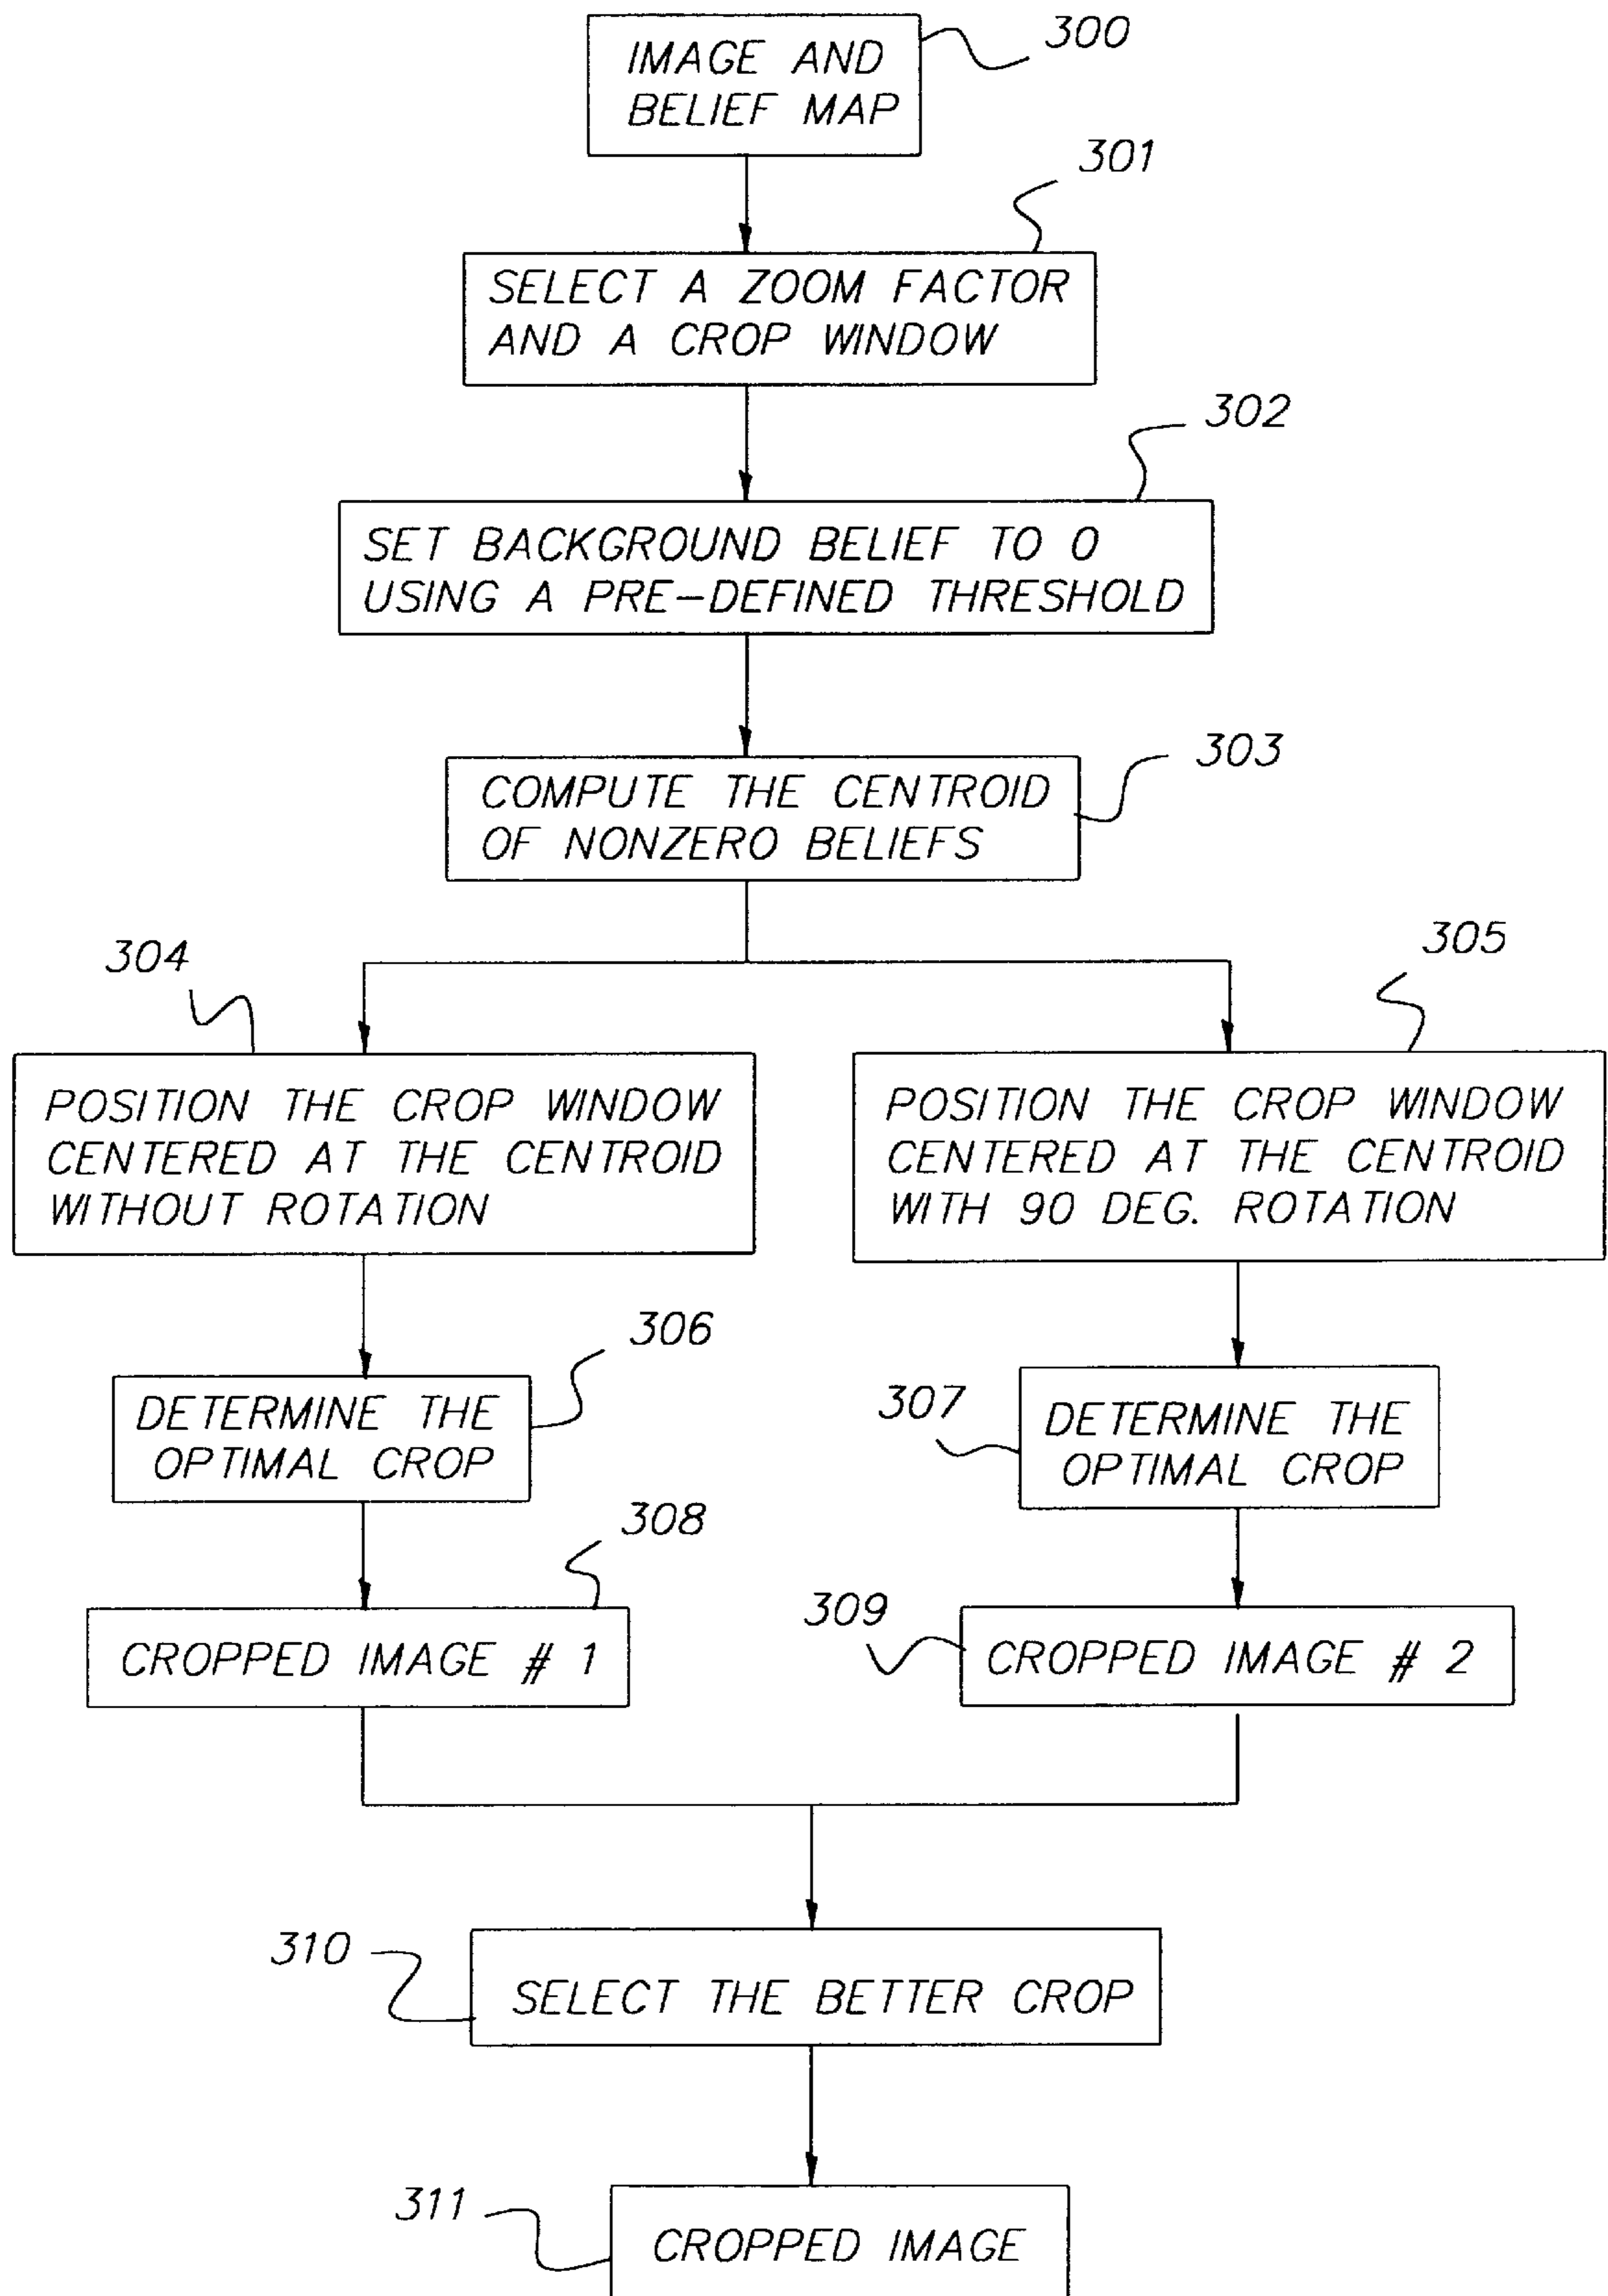 300
IMAGE AND
BELIEF MAP
301
SELECT A ZOOM FACTOR
AND A CROP WINDOW
302
SET BACKGROUND BELIEF TO 0
USING A PRE-DEFINED THRESHOLD
303
COMPUTE THE CENTROID
OF NONZERO BELIEFS
304
POSITION THE CROP WINDOW
CENTERED AT THE CENTROID
WITHOUT ROTATION
305
POSITION THE CROP WINDOW
CENTERED AT THE CENTROID
WITH 90 DEG. ROTATION
306
DETERMINE THE
OPTIMAL CROP
307
DETERMINE THE
OPTIMAL CROP
308
CROPPED IMAGE # 1
309
CROPPED IMAGE # 2
310
SELECT THE BETTER CROP
311
CROPPED IMAGE